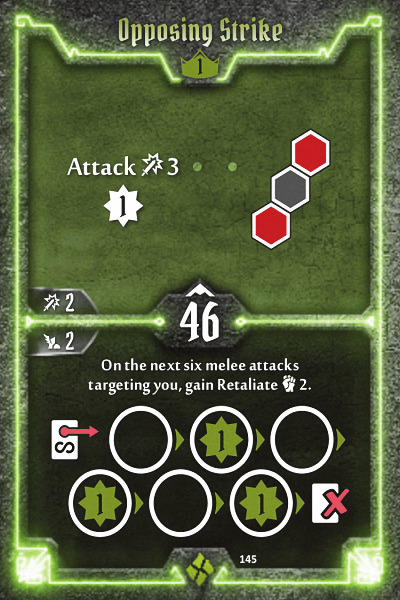 Opposing Strike
1
Attack 3
1
2
46
2
On the next six melee attacks
targeting you, gain Retaliate 2.
S
1
1
1
145